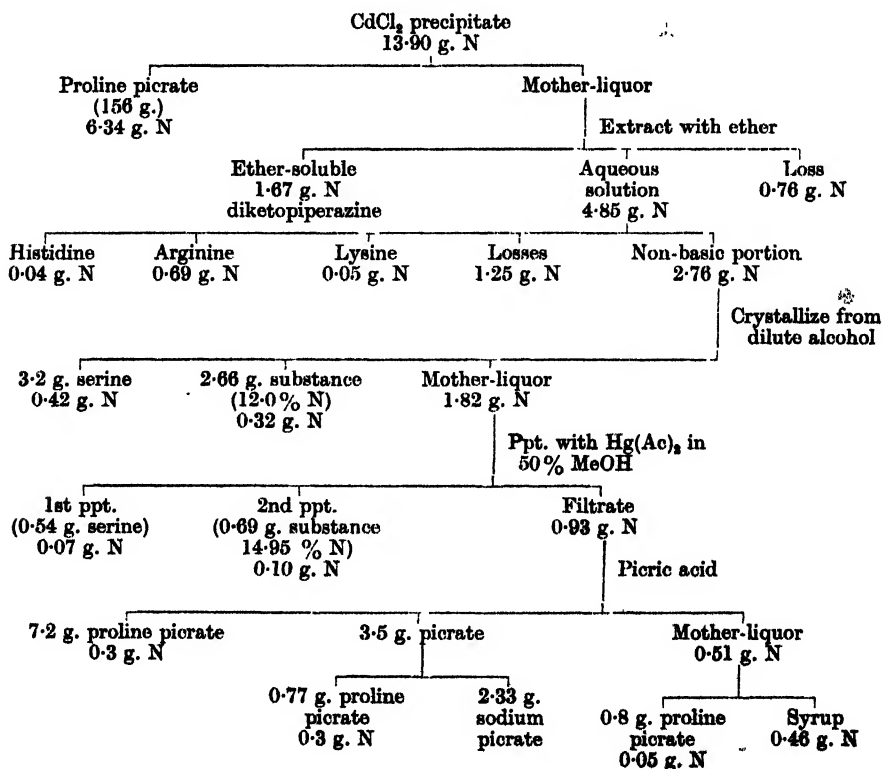 CdCl₂ precipitate
13·90 g. N
Proline picrate
(156 g.)
6·34 g. N
Mother-liquor
Extract with ether
Ether-soluble
1·67 g. N
diketopiperazine
Aqueous
solution
4·85 g. N
Loss
0·76 g. N
Histidine
0·04 g. N
Arginine
0·69 g. N
Lysine
0·05 g. N
Losses
1·25 g. N
Non-basic portion
2·76 g. N
Crystallize from
dilute alcohol
3·2 g. serine
0·42 g. N
2·66 g. substance
(12·0% N)
0·32 g. N
Mother-liquor
1·82 g. N
Ppt. with Hg(Ac)₂ in
50% MeOH
1st ppt.
(0·54 g. serine)
0·07 g. N
2nd ppt.
(0·69 g. substance
14·95 % N)
0·10 g. N
Filtrate
0·93 g. N
Picric acid
7·2 g. proline picrate
0·3 g. N
3·5 g. picrate
Mother-liquor
0·51 g. N
0·77 g. proline
picrate
0·3 g. N
2·33 g.
sodium
picrate
0·8 g. proline
picrate
0·05 g. N
Syrup
0·46 g. N